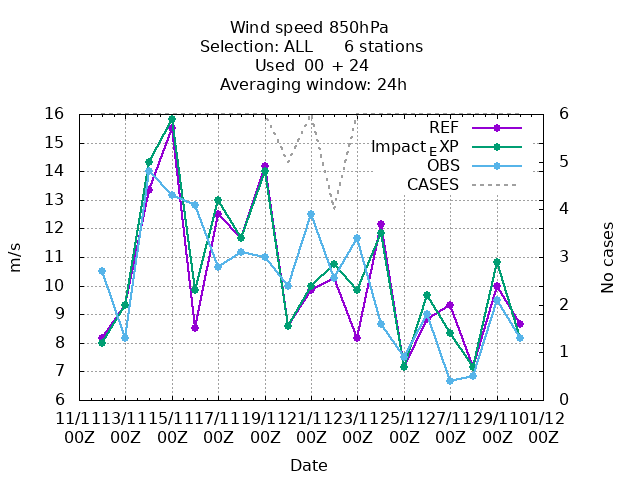 Wind speed 850hPa
Selection: ALL 6 stations
Used 00 + 24
Averaging window: 24h
REF
Impact_EXP
OBS
CASES
m/s
16
15
14
13
12
11
10
9
8
7
6
No cases
6
5
4
3
2
1
0
11/11 13/11 15/11 17/11 19/11 21/11 23/11 25/11 27/11 29/11 01/12
00Z 00Z 00Z 00Z 00Z 00Z 00Z 00Z 00Z 00Z 00Z
Date